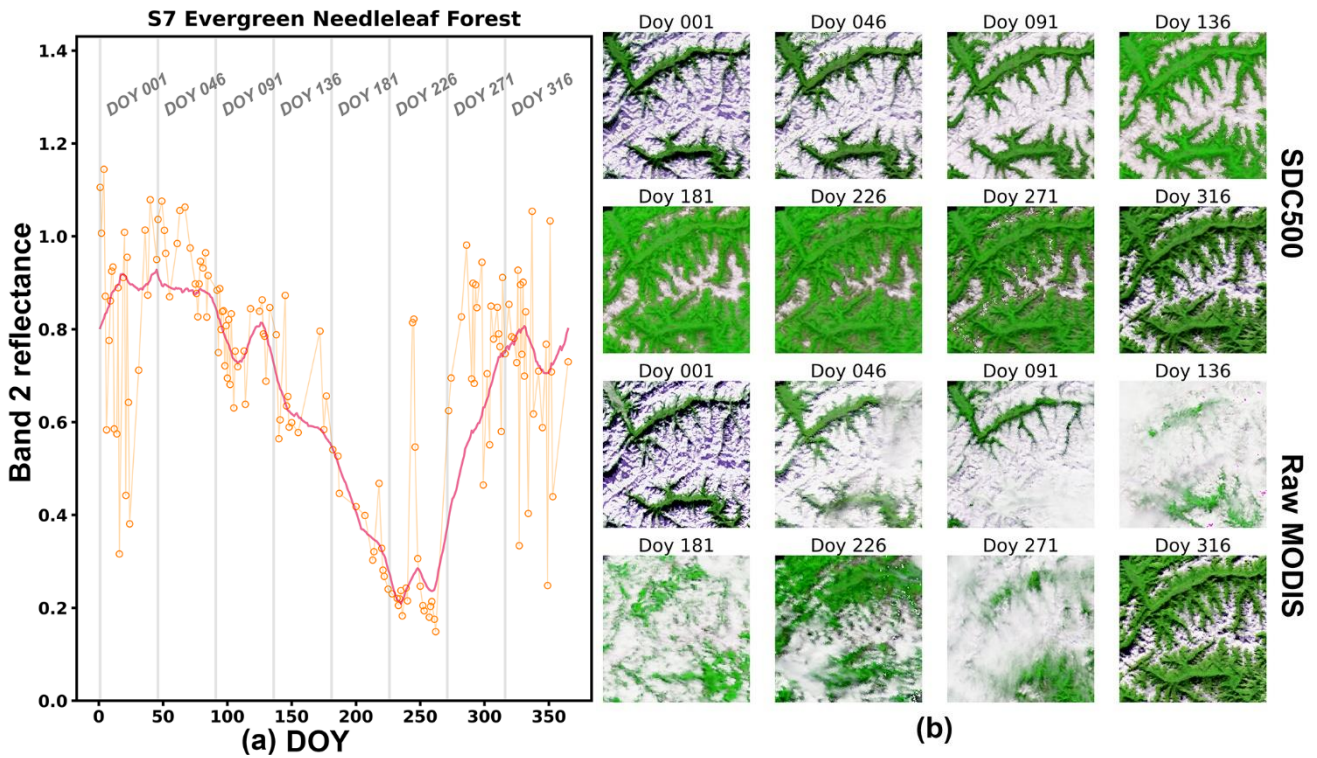 S7 Evergreen Needleleaf Forest
1.4
1.2
1.0
0.8
0.6
0.4
0.2
0.0
Band 2 reflectance
DOY 001
DOY 046
DOY 091
DOY 136
DOY 181
DOY 226
DOY 271
DOY 316
0 50 100 150 200 250 300 350
(a) DOY
Doy 001 Doy 046 Doy 091 Doy 136
Doy 181 Doy 226 Doy 271 Doy 316
SDC500
Doy 001 Doy 046 Doy 091 Doy 136
Doy 181 Doy 226 Doy 271 Doy 316
Raw MODIS
(b)